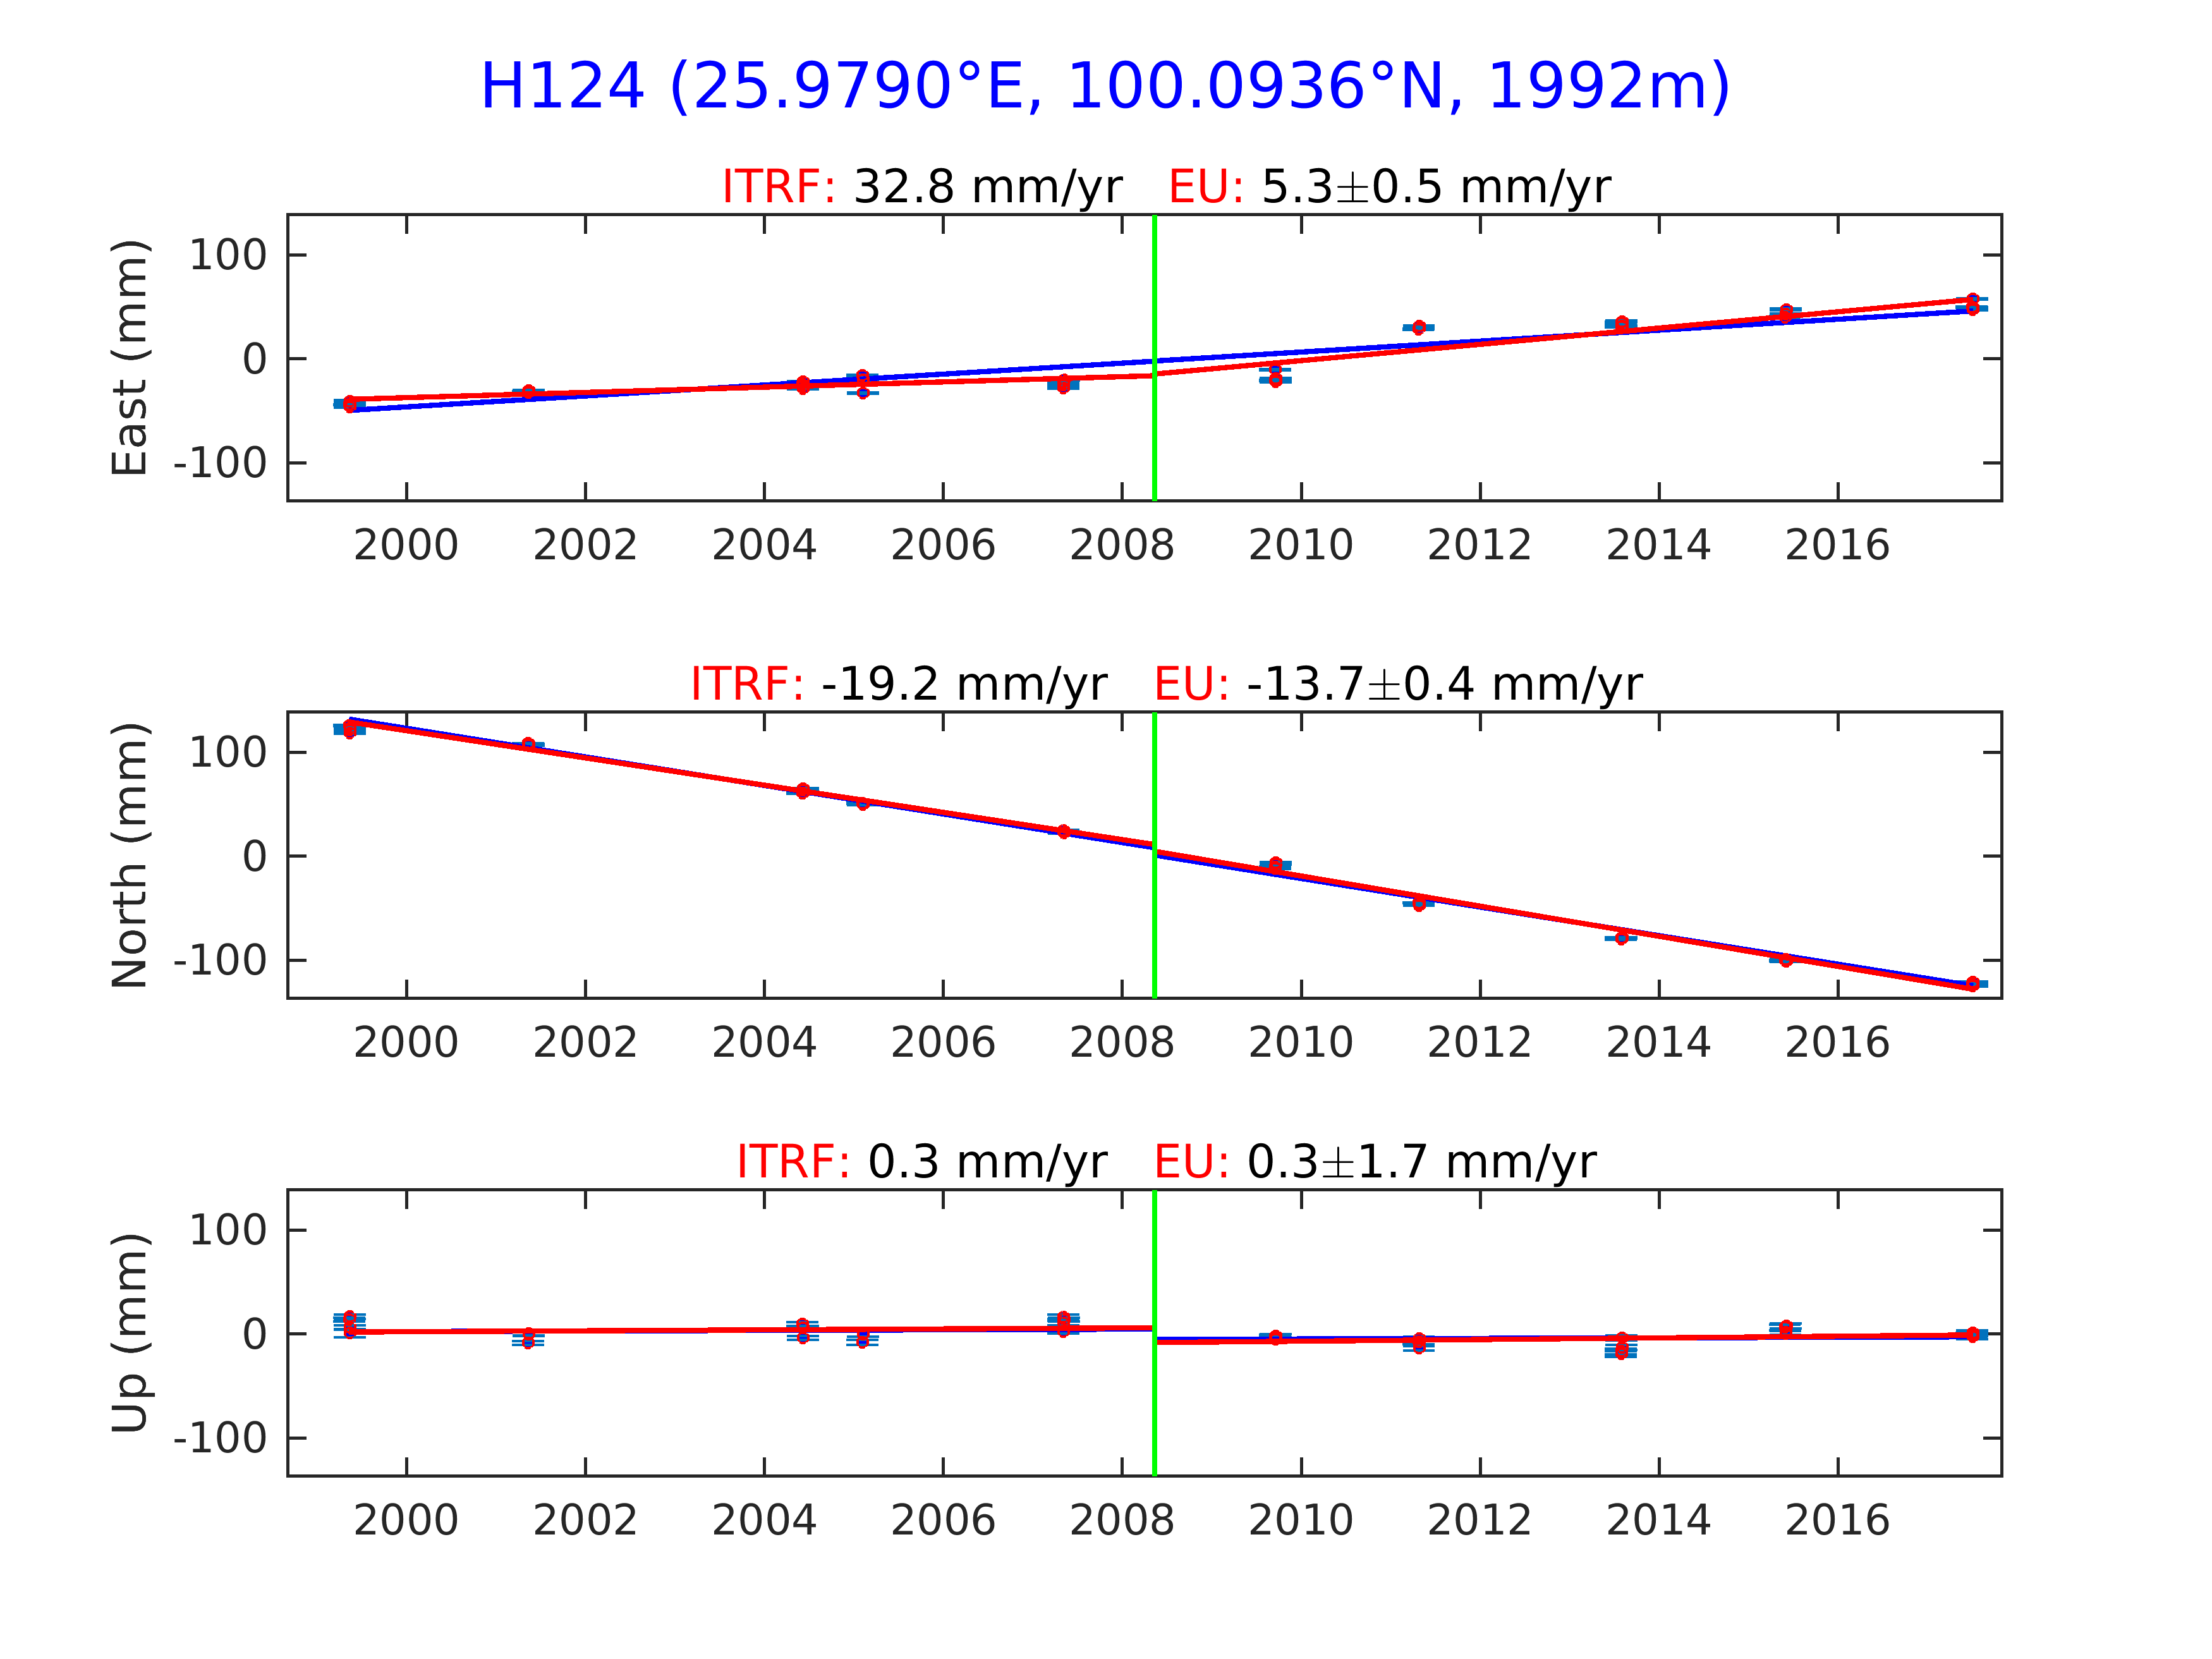 H124 (25.9790°E, 100.0936°N, 1992m)
ITRF: 32.8 mm/yr EU: 5.3±0.5 mm/yr
East (mm)
100
0
-100
2000 2002 2004 2006 2008 2010 2012 2014 2016
ITRF: -19.2 mm/yr EU: -13.7±0.4 mm/yr
North (mm)
100
0
-100
2000 2002 2004 2006 2008 2010 2012 2014 2016
ITRF: 0.3 mm/yr EU: 0.3±1.7 mm/yr
Up (mm)
100
0
-100
2000 2002 2004 2006 2008 2010 2012 2014 2016